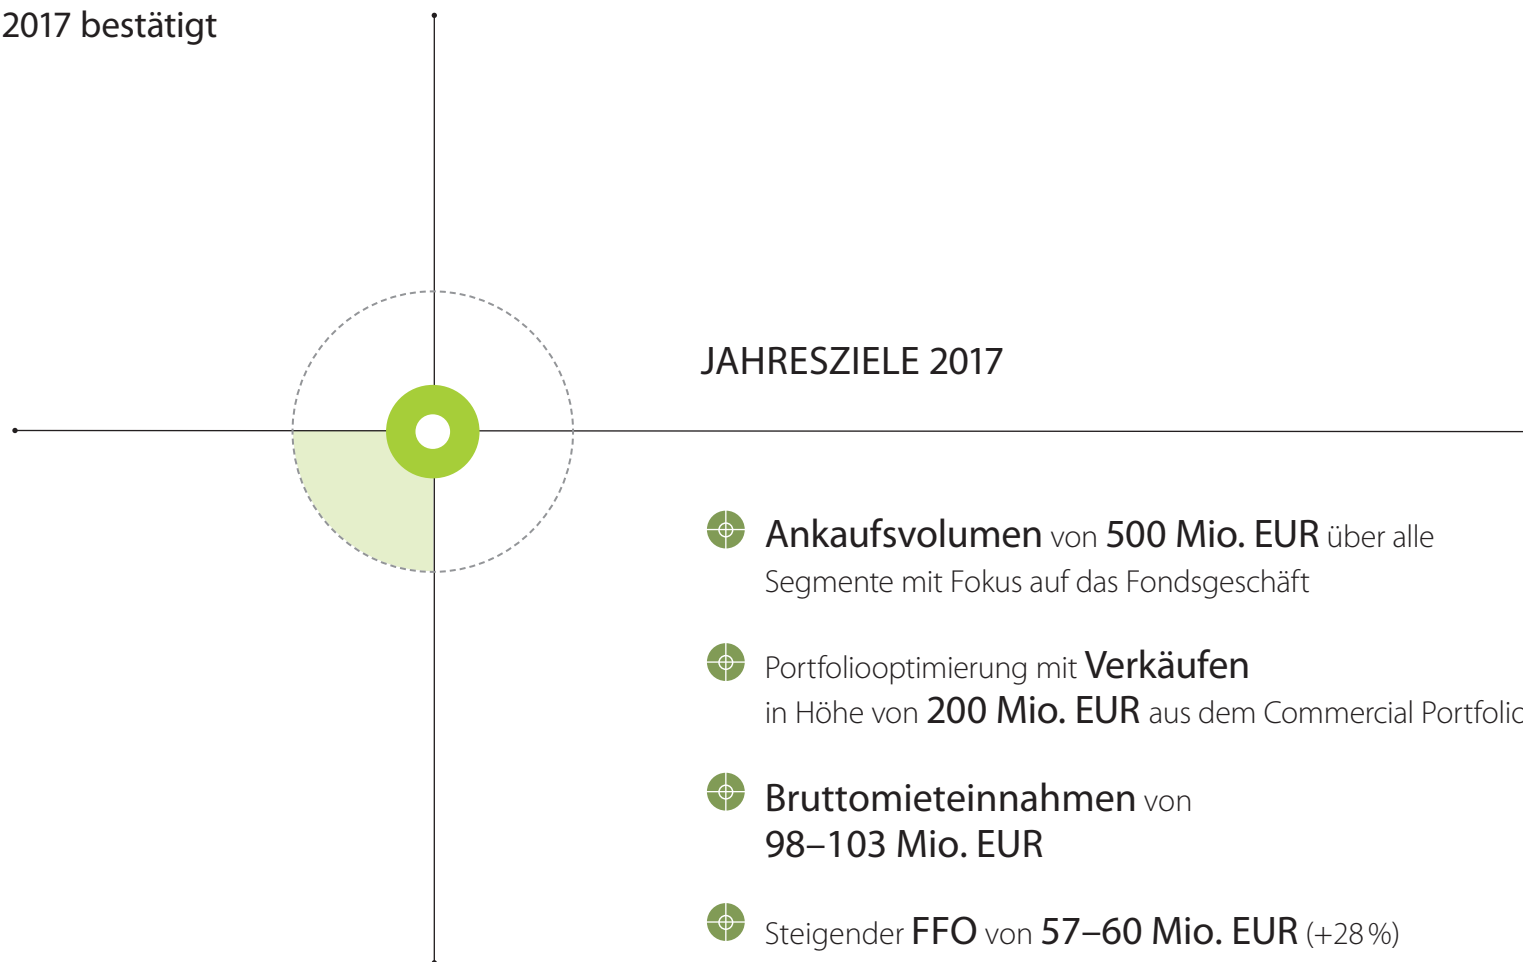 2017 bestätigt
JAHRESZIELE 2017
Ankaufsvolumen von 500 Mio. EUR über alle
Segmente mit Fokus auf das Fondsgeschäft
Portfoliooptimierung mit Verkäufen
in Höhe von 200 Mio. EUR aus dem Commercial Portfolio
Bruttomieteinnahmen von
98–103 Mio. EUR
Steigender FFO von 57–60 Mio. EUR (+28 %)